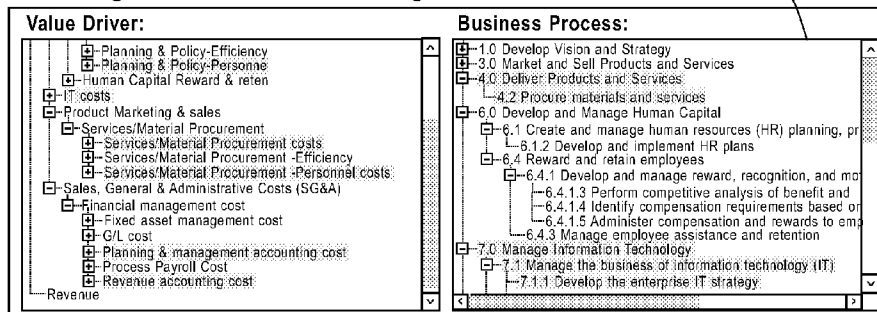 Value Driver:
Planning & Policy-Efficiency
Planning & Policy-Personne
Human Capital Reward & reten
IT costs
Product Marketing & sales
Services/Material Procurement
Services/Material Procurement costs
Services/Material Procurement -Efficiency
Services/Material Procurement -Personnel costs
Sales, General & Administrative Costs (SG&A)
Financial management cost
Fixed asset management cost
G/L cost
Planning & management accounting cost
Process Payroll Cost
Revenue accounting cost
Revenue
Business Process:
1.0 Develop Vision and Strategy
3.0 Market and Sell Products and Services
4.0 Deliver Products and Services
4.2 Procure materials and services
6.0 Develop and Manage Human Capital
6.1 Create and manage human resources (HR) planning, pr
6.1.2 Develop and implement HR plans
6.4 Reward and retain employees
6.4.1 Develop and manage reward, recognition, and mot
6.4.1.3 Perform competitive analysis of benefit and
6.4.1.4 Identify compensation requirements based or
6.4.1.5 Administer compensation and rewards to emp
6.4.3 Manage employee assistance and retention
7.0 Manage Information Technology
7.1 Manage the business of information technology (IT)
7.1.1 Develop the enterprise IT strategy